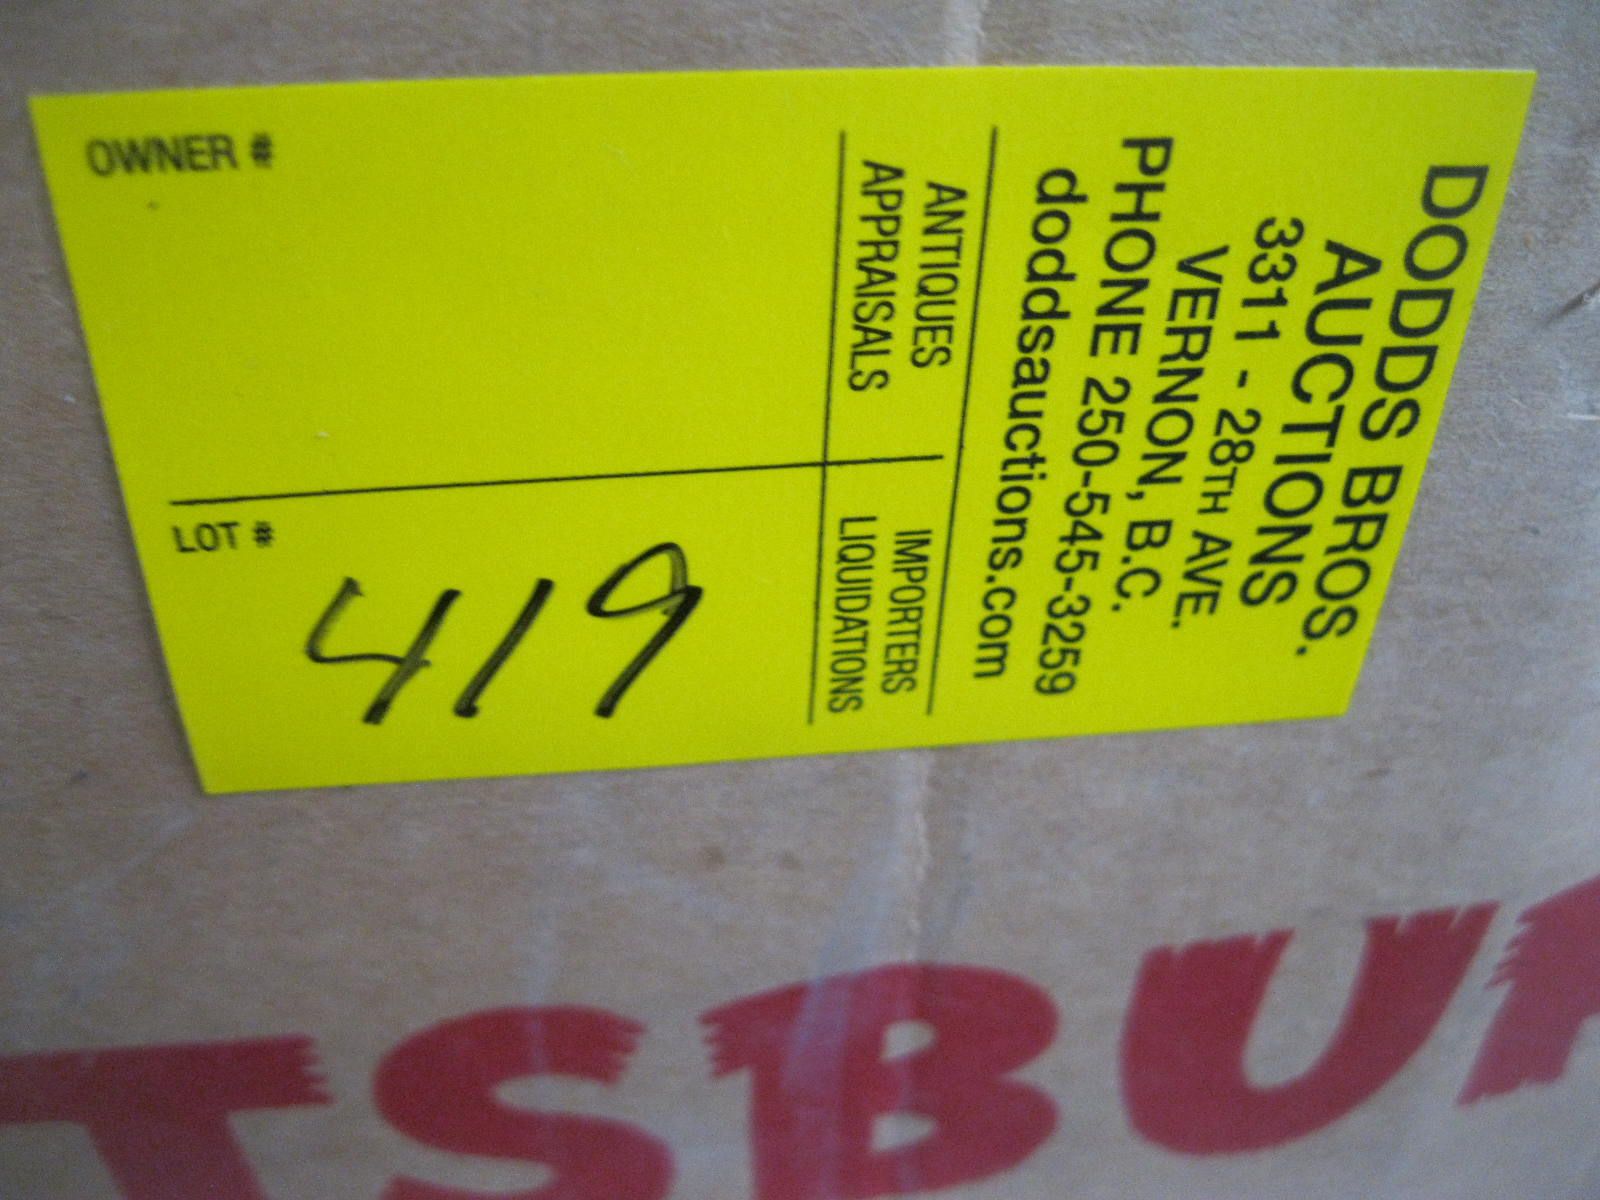 DODDS BROS.
AUCTIONS
3311 - 28TH AVE.
VERNON, B.C.
PHONE 250-545-3259
doddsauctions.com
ANTIQUES
APPRAISALS
IMPORTERS
LIQUIDATIONS
OWNER #
LOT #
419
TSBU